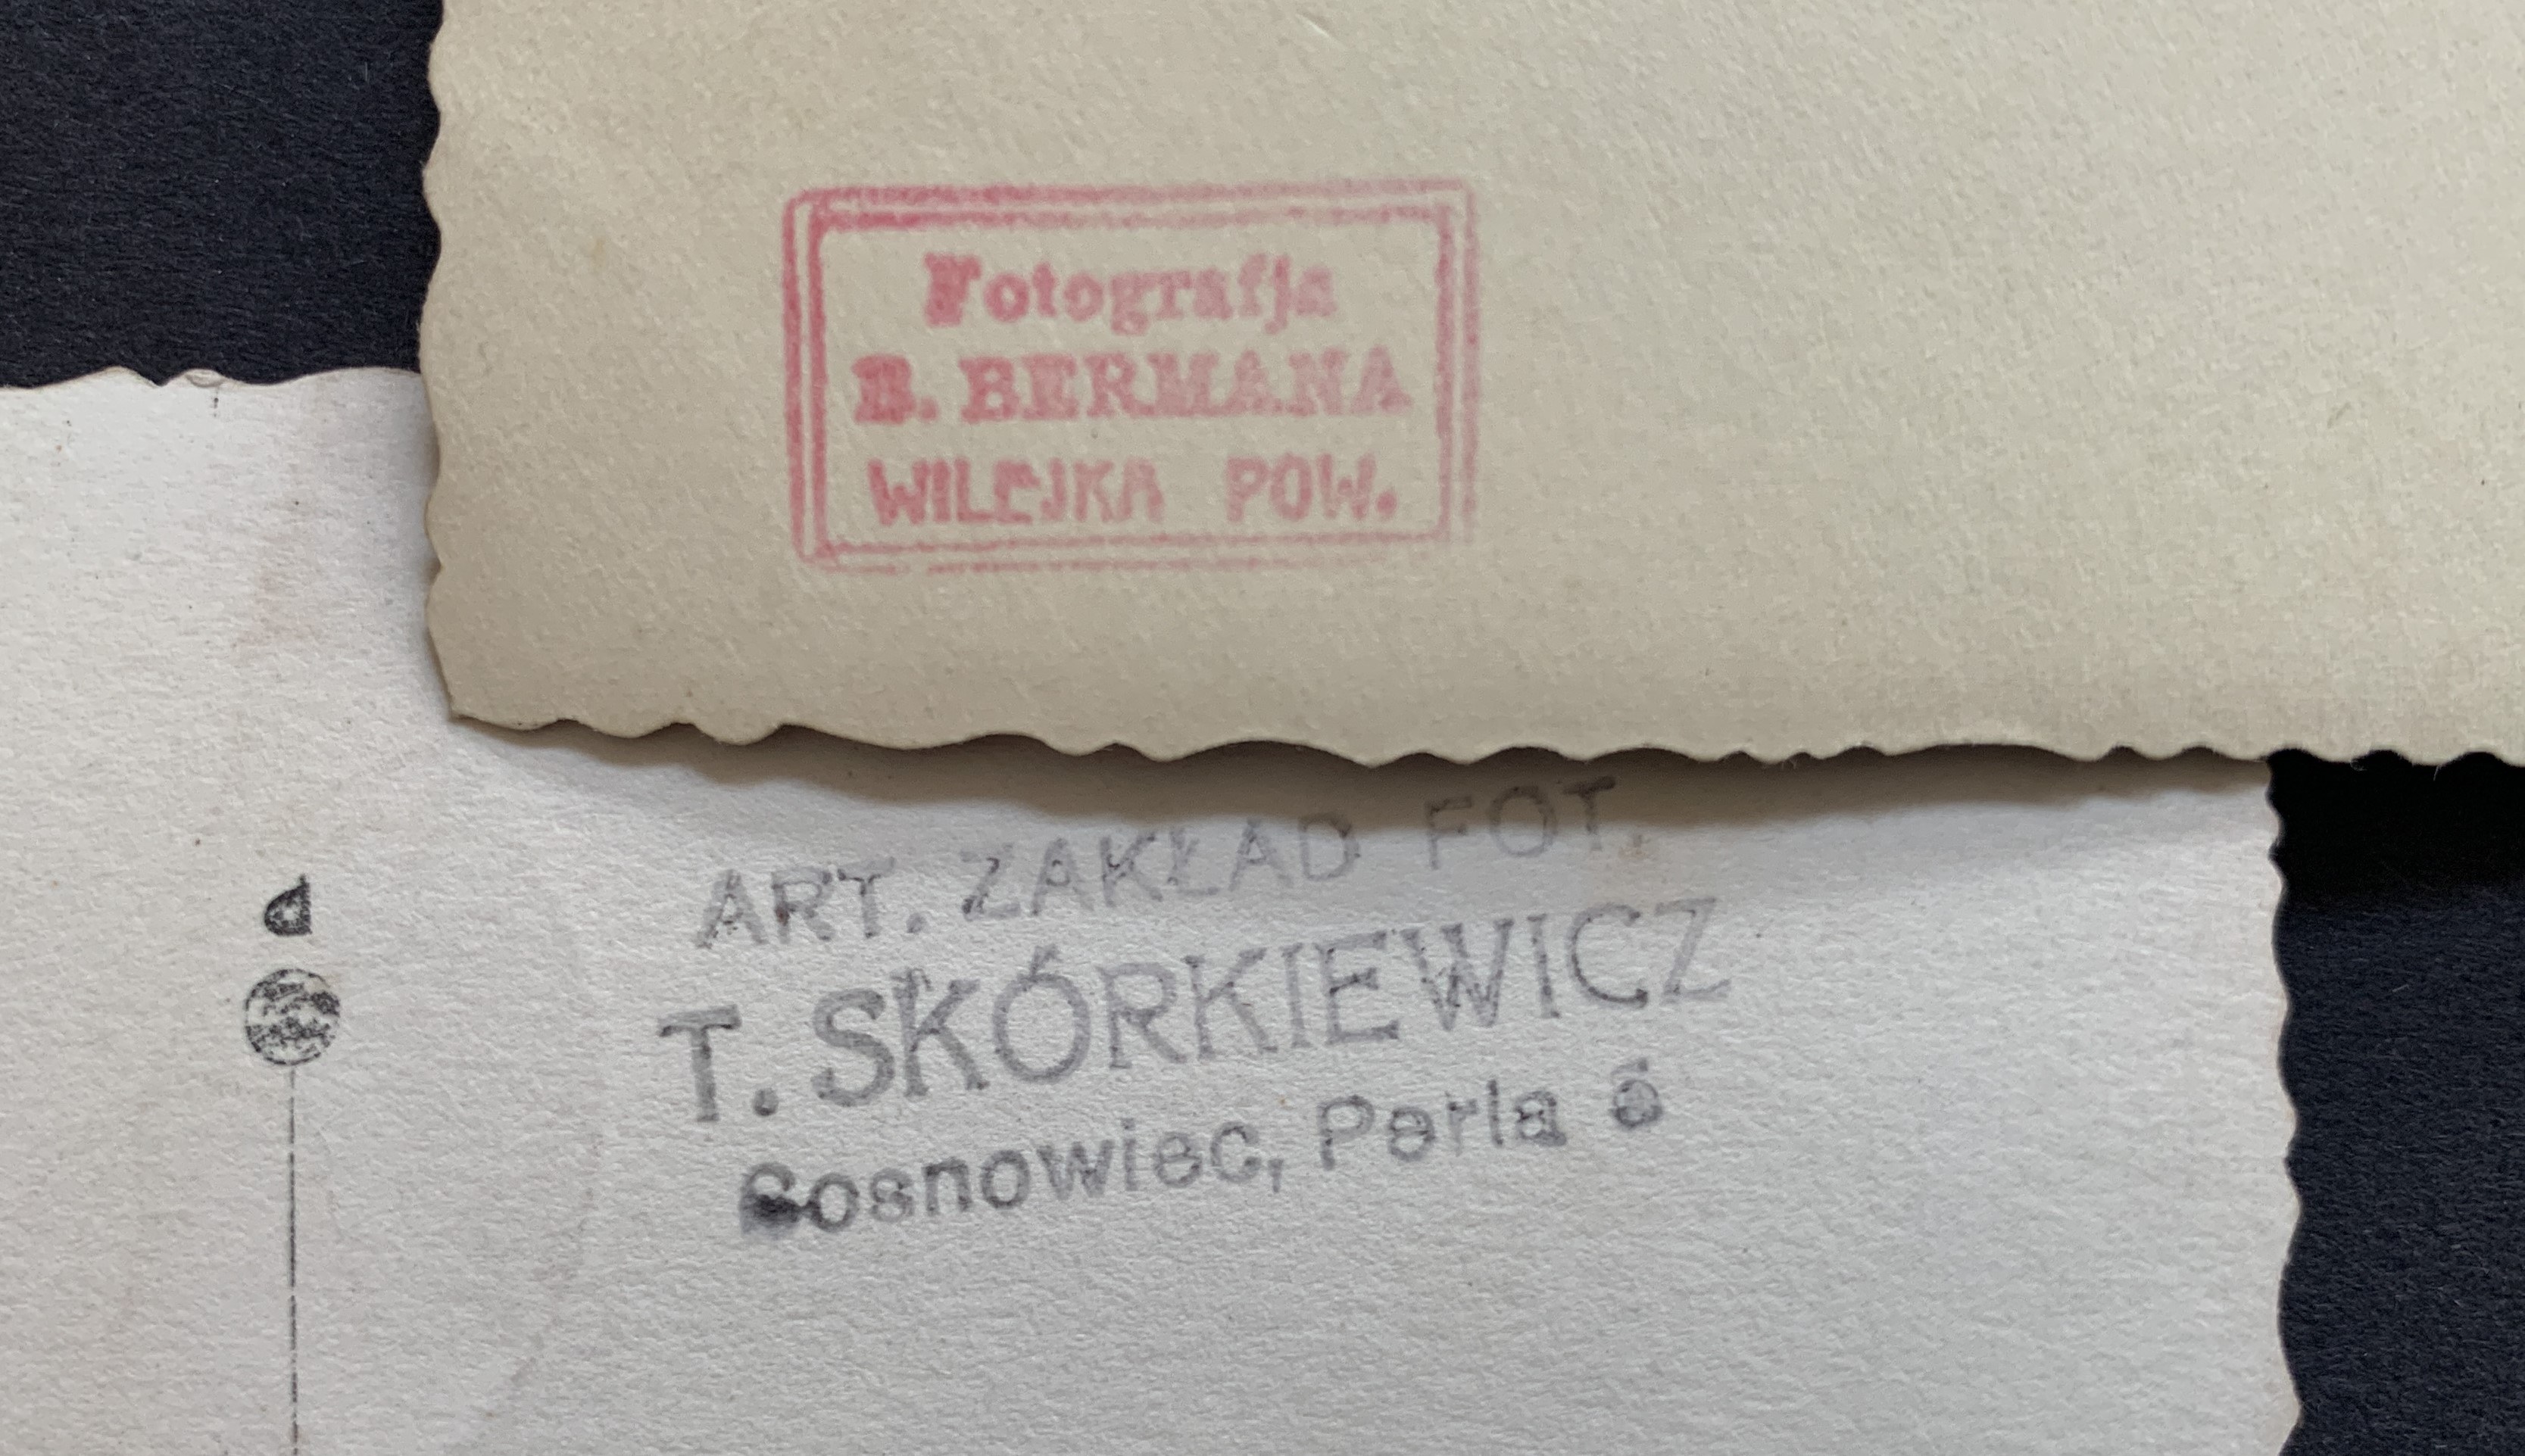 Fotografja
B. BERMANA
WILEJKA POW.
ART. ZAKŁAD FOT.
T. SKÓRKIEWICZ
Sosnowiec, Perla 6